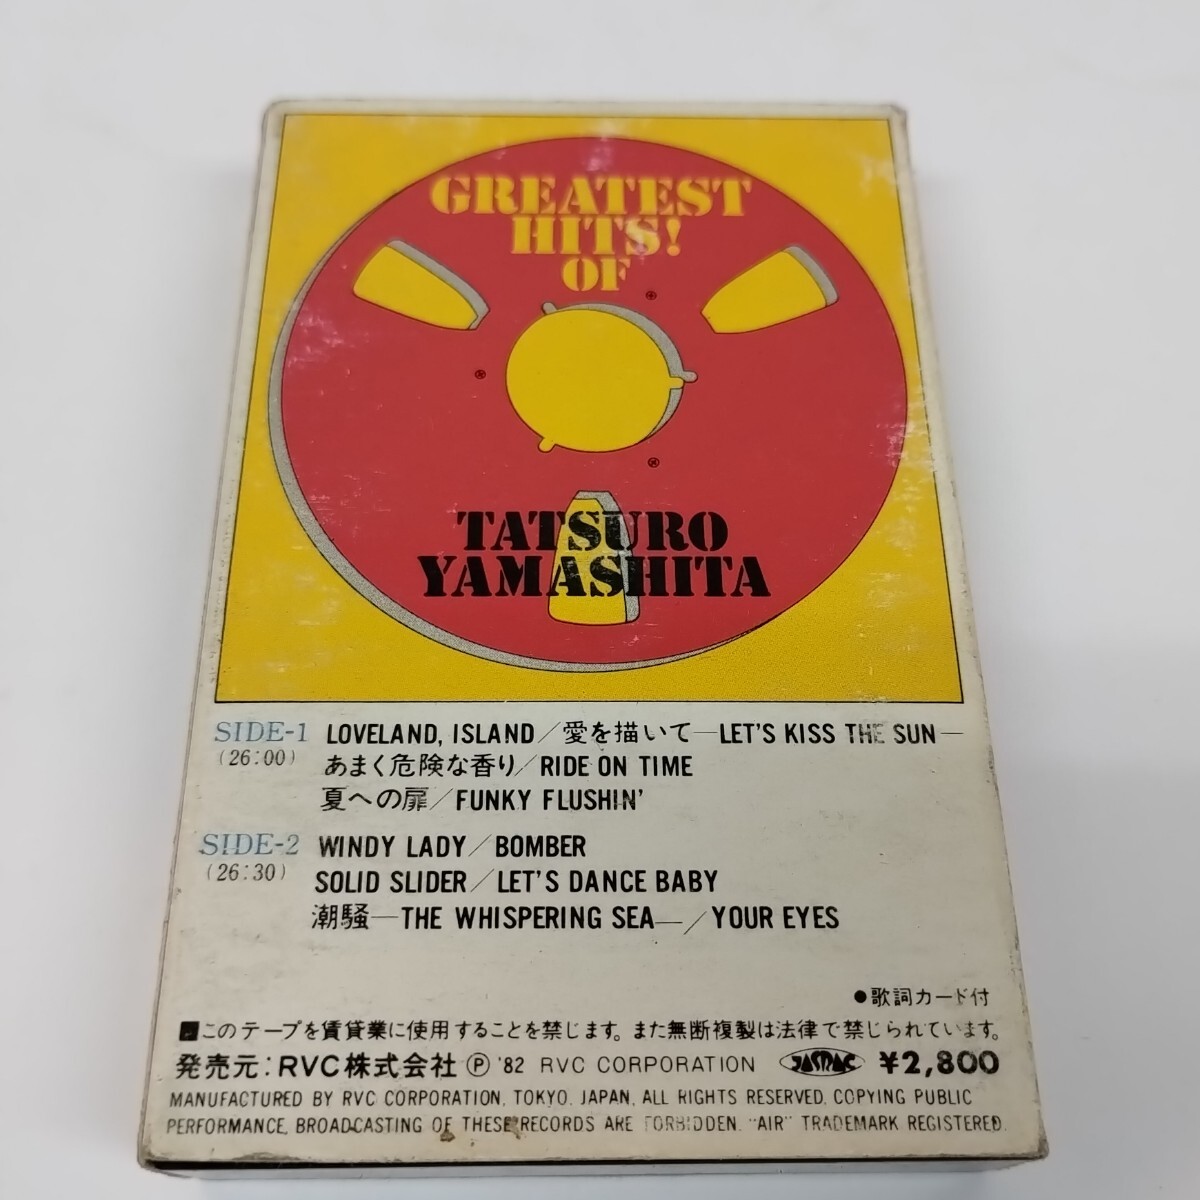 GREATEST
HITS!
OF
TATSURO
YAMASHITA
SIDE-1 LOVELAND, ISLAND／愛を描いて—LET'S KISS THE SUN—
(26:00) あまく危険な香り／RIDE ON TIME
夏への扉／FUNKY FLUSHIN'
SIDE-2 WINDY LADY／BOMBER
(26:30) SOLID SLIDER／LET'S DANCE BABY
潮騒—THE WHISPERING SEA—／YOUR EYES
●歌詞カード付
■このテープを賃貸業に使用することを禁じます。また無断複製は法律で禁じられています。
発売元：RVC株式会社 Ⓟ '82 RVC CORPORATION JASRAC ¥2,800
MANUFACTURED BY RVC CORPORATION, TOKYO, JAPAN, ALL RIGHTS RESERVED. COPYING PUBLIC
PERFORMANCE, BROADCASTING OF THESE RECORDS ARE FORBIDDEN. "AIR" TRADEMARK REGISTERED.